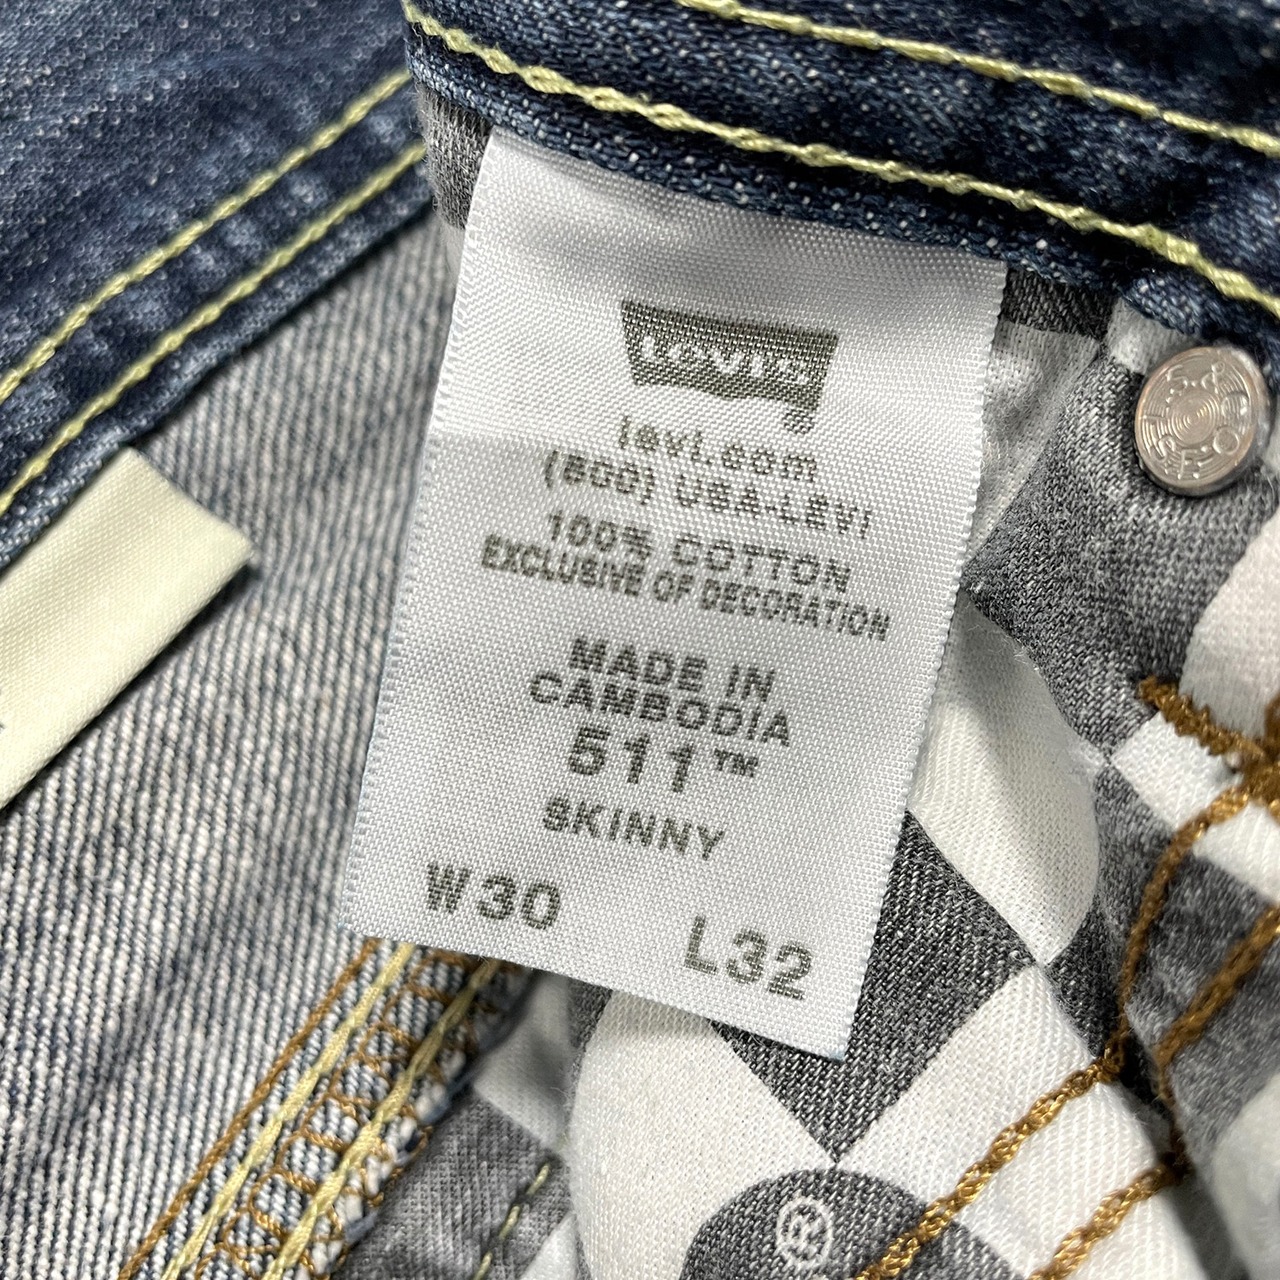 Levi's
levi.com
(800) USA-LEVI
100% COTTON
EXCLUSIVE OF DECORATION
MADE IN
CAMBODIA
511™
SKINNY
W30 L32
®